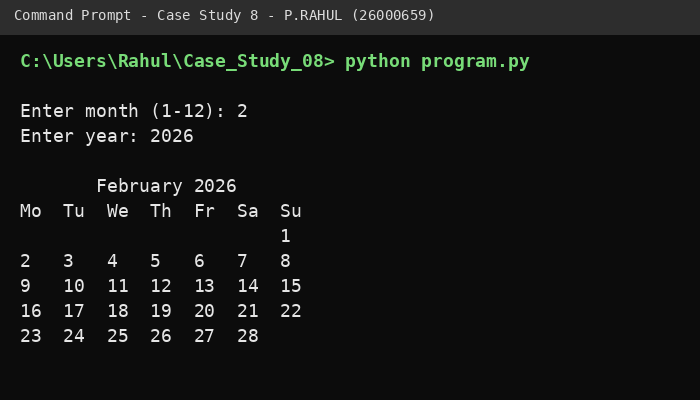 Command Prompt - Case Study 8 - P.RAHUL (26000659)
C:\Users\Rahul\Case_Study_08> python program.py
Enter month (1-12): 2
Enter year: 2026
February 2026
Mo  Tu  We  Th  Fr  Sa  Su
1
2   3   4   5   6   7   8
9   10  11  12  13  14  15
16  17  18  19  20  21  22
23  24  25  26  27  28